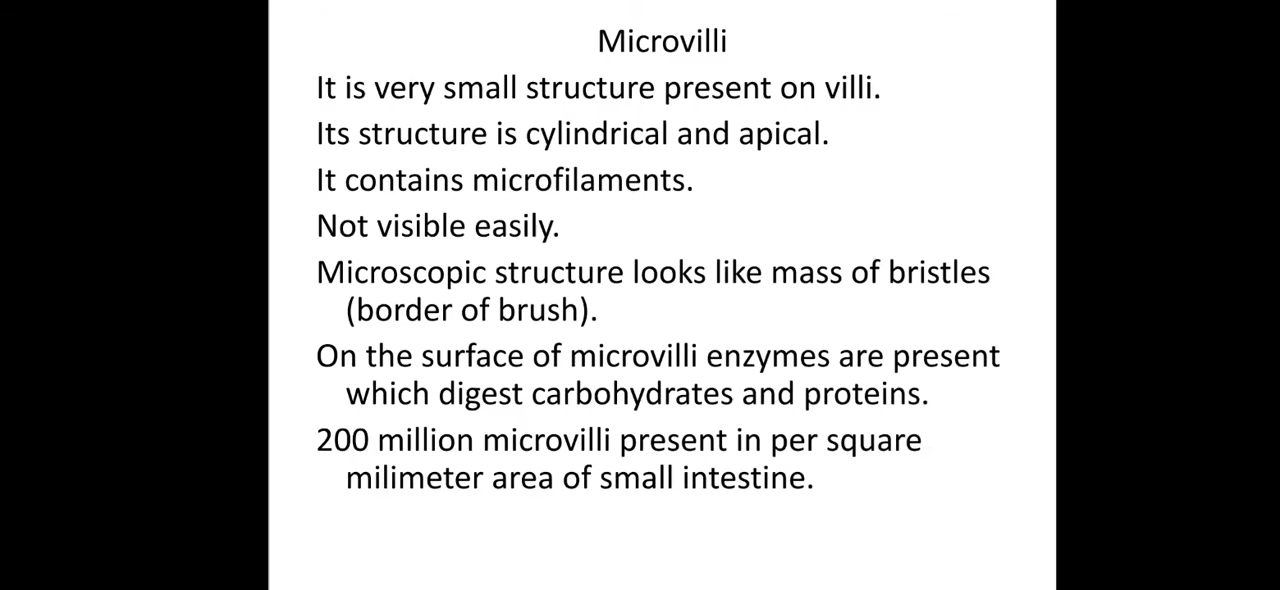 Microvilli
It is very small structure present on villi.
Its structure is cylindrical and apical.
It contains microfilaments.
Not visible easily.
Microscopic structure looks like mass of bristles
(border of brush).
On the surface of microvilli enzymes are present
which digest carbohydrates and proteins.
200 million microvilli present in per square
milimeter area of small intestine.